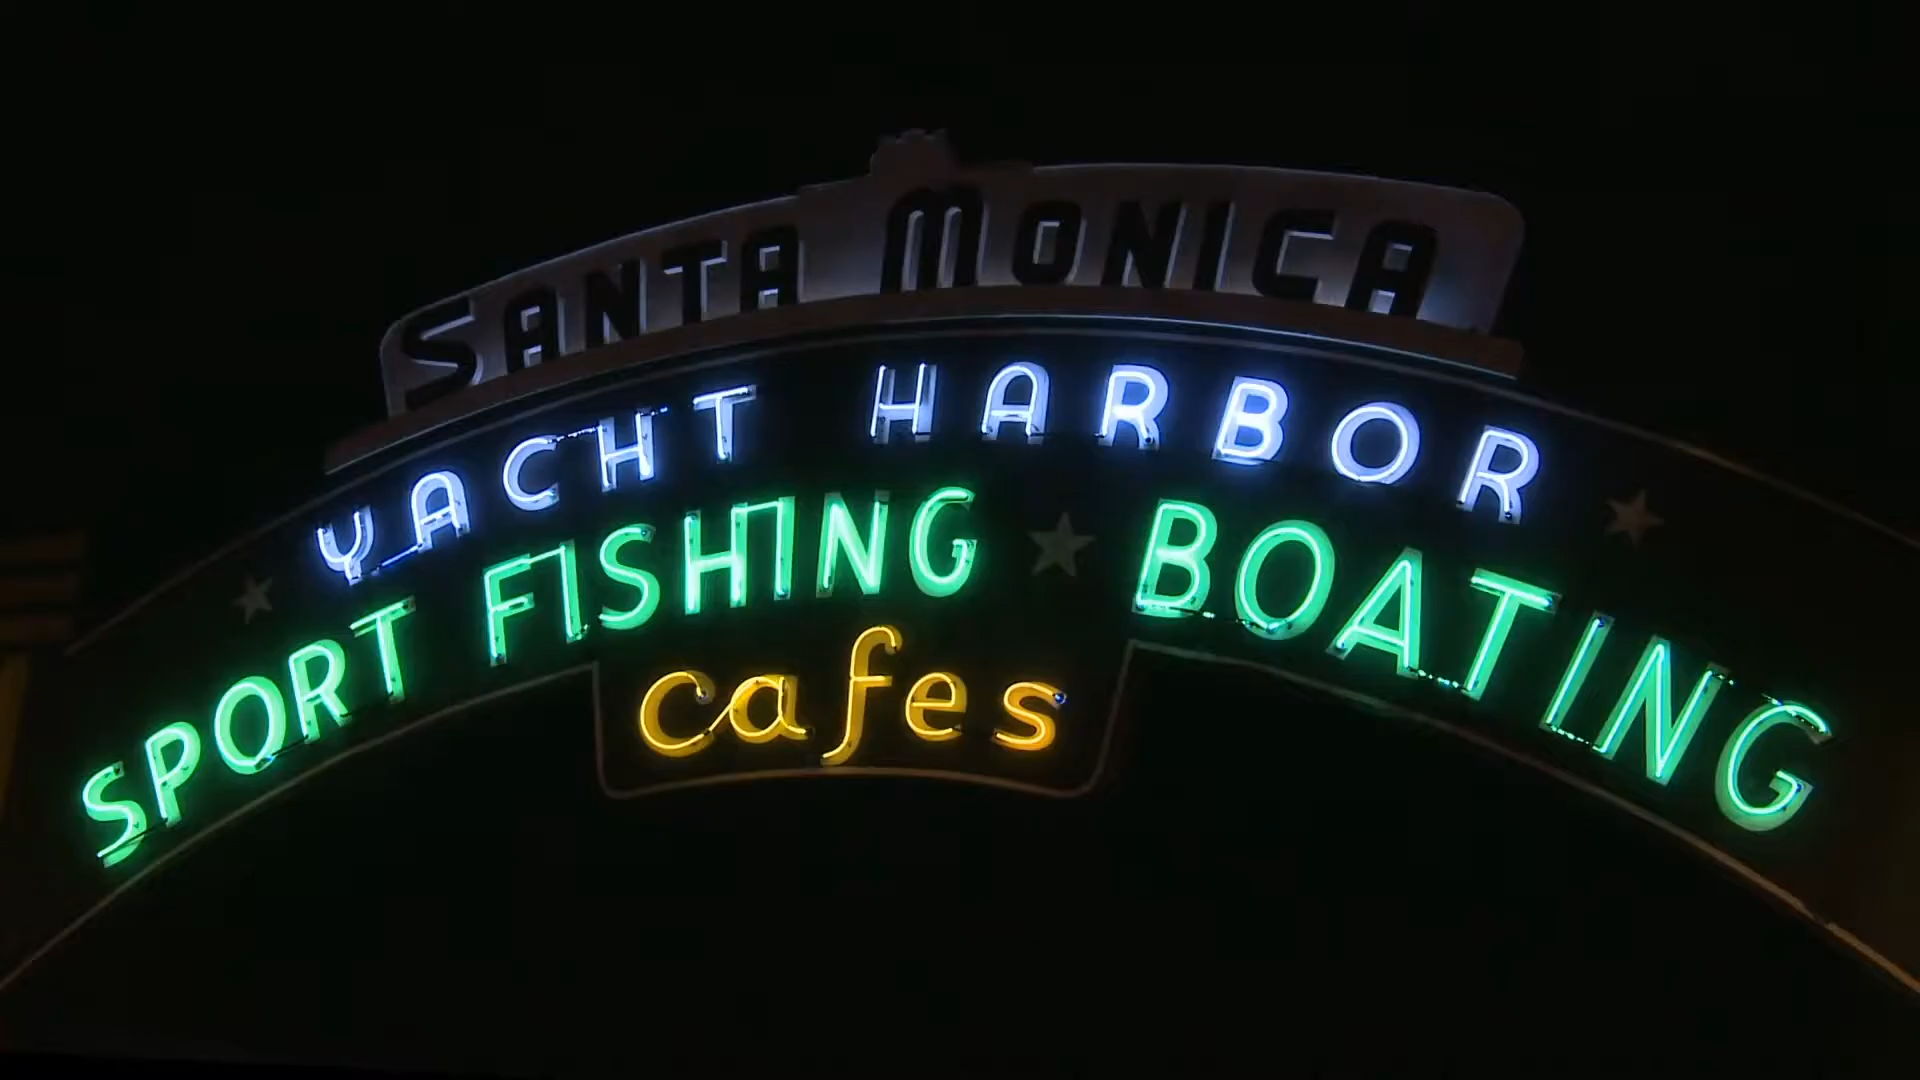 SANTA MONICA
YACHT HARBOR
SPORT FISHING ★ BOATING
cafes